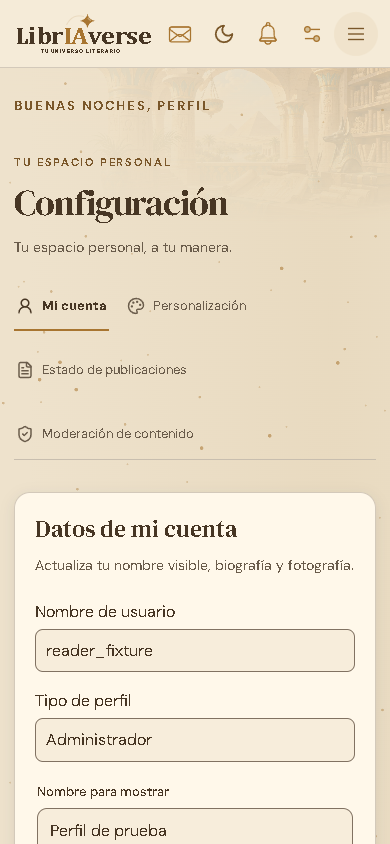 LibrIAverse
TU UNIVERSO LITERARIO
BUENAS NOCHES, PERFIL
TU ESPACIO PERSONAL
Configuración
Tu espacio personal, a tu manera.
Mi cuenta
Personalización
Estado de publicaciones
Moderación de contenido
Datos de mi cuenta
Actualiza tu nombre visible, biografía y fotografía.
Nombre de usuario
reader_fixture
Tipo de perfil
Administrador
Nombre para mostrar
Perfil de prueba